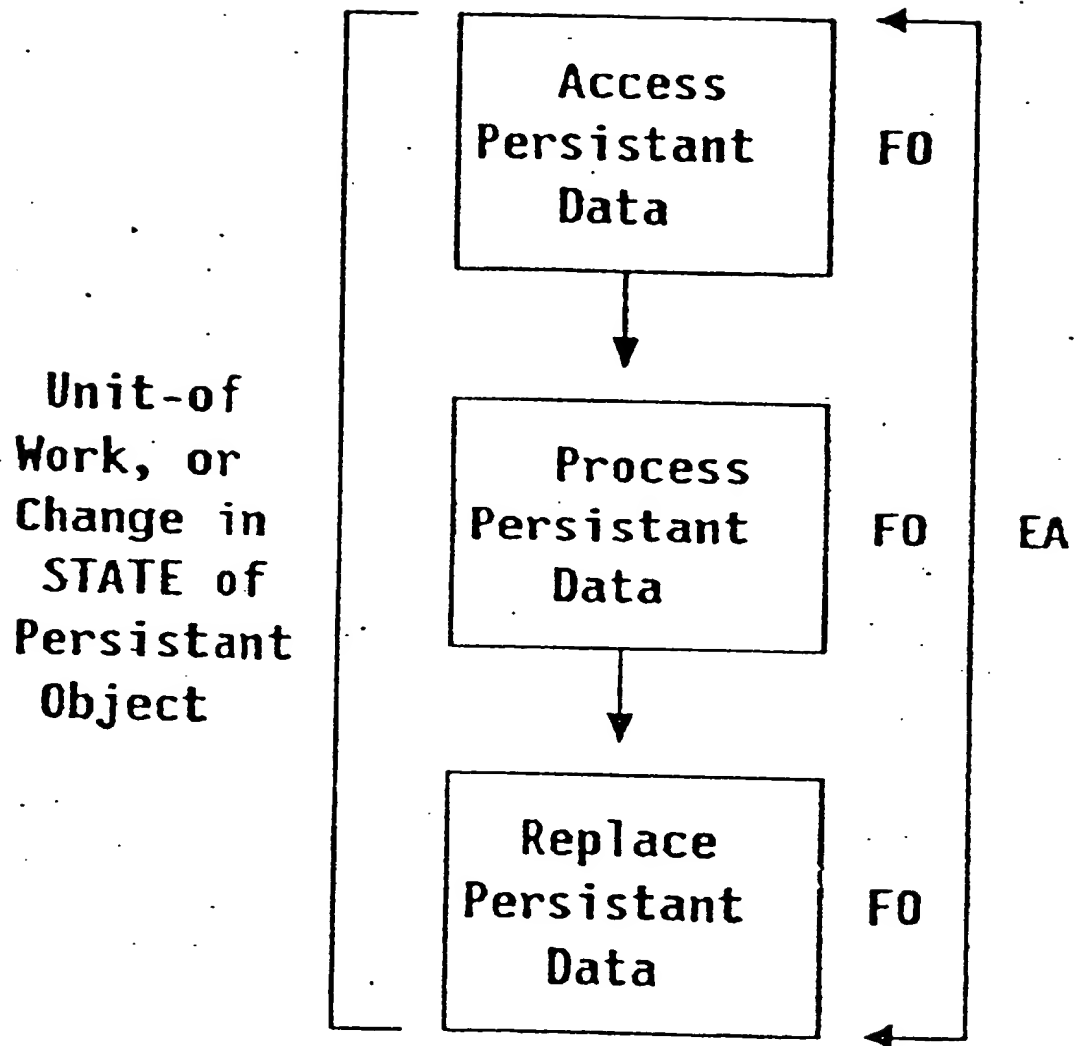 Access
Persistant
Data
FO
Unit-of
Work, or
Change in
STATE of
Persistant
Object
Process
Persistant
Data
FO
EA
Replace
Persistant
Data
FO